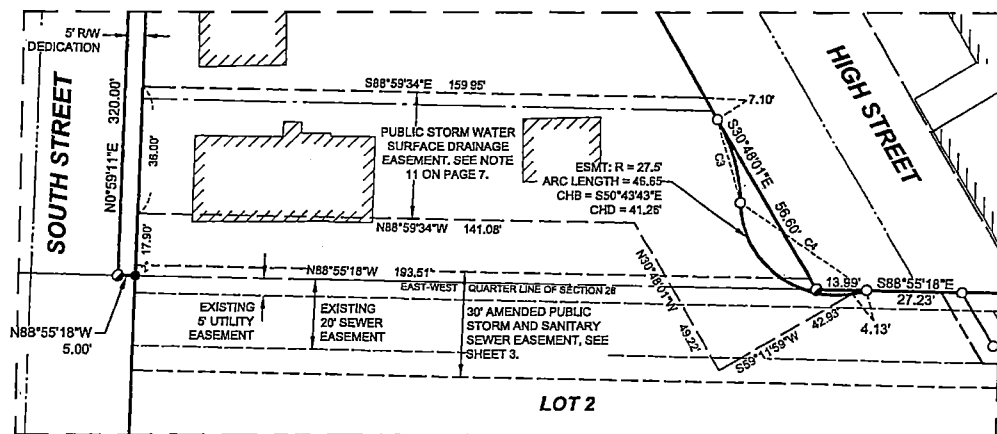 5' R/W
DEDICATION
SOUTH STREET
N0°59'11"E 320.00'
38.00'
17.90'
S88°59'34"E 159.95'
7.10'
PUBLIC STORM WATER
SURFACE DRAINAGE
EASEMENT. SEE NOTE
11 ON PAGE 7.
N88°59'34"W 141.08'
ESMT: R = 27.5'
ARC LENGTH = 46.65
CHB = S50°43'43"E
CHD = 41.26'
C3
S30°48'01"E
56.60'
C4
HIGH STREET
N88°55'18"W 193.51'
EAST-WEST QUARTER LINE OF SECTION 26
N88°55'18"W
5.00'
EXISTING
5' UTILITY
EASEMENT
EXISTING
20' SEWER
EASEMENT
30' AMENDED PUBLIC
STORM AND SANITARY
SEWER EASEMENT, SEE
SHEET 3.
N30°48'01"W
49.22'
S59°11'59"W
42.93'
13.99'
S88°55'18"E
27.23'
4.13'
LOT 2